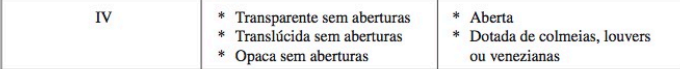 IV
* Transparente sem aberturas
* Translúcida sem aberturas
* Opaca sem aberturas
* Aberta
* Dotada de colmeias, louvers
ou venezianas